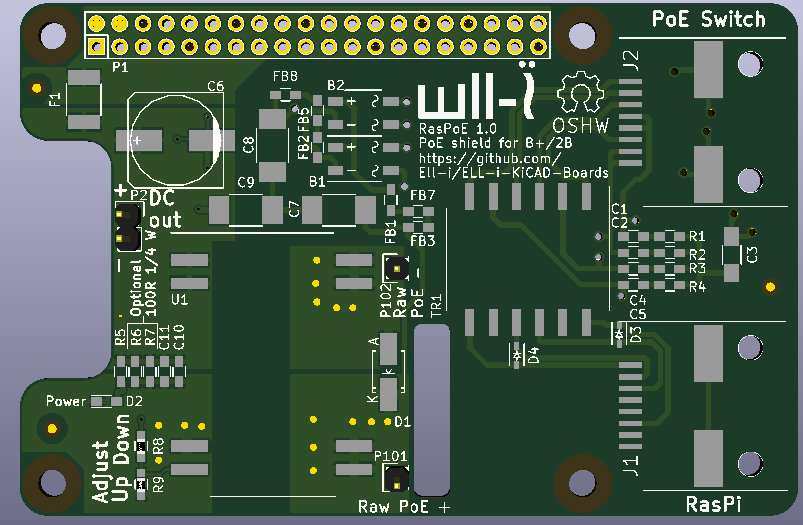 PoE Switch
P1
FB8
J2
F1
C6
B2
+
~
FB5
-
Ell-i
OSHW
C8
FB2
+
~
-
RasPoE 1.0
PoE shield for B+/2B
https://github.com/
Ell-i/ELL-i-KiCAD-Boards
+
P2
DC
out
C9
B1
C7
FB1
FB7
FB3
C1
C2
R1
R2
R3
R4
C3
C4
C5
-
Optional
100R 1/4 W
U1
P102
Raw
PoE
-
TR1
R5
R6
R7
C11
C10
A
K
k
D4
D3
Power
D2
D1
Adjust
Up Down
R8
R9
P101
J1
Raw PoE +
RasPi